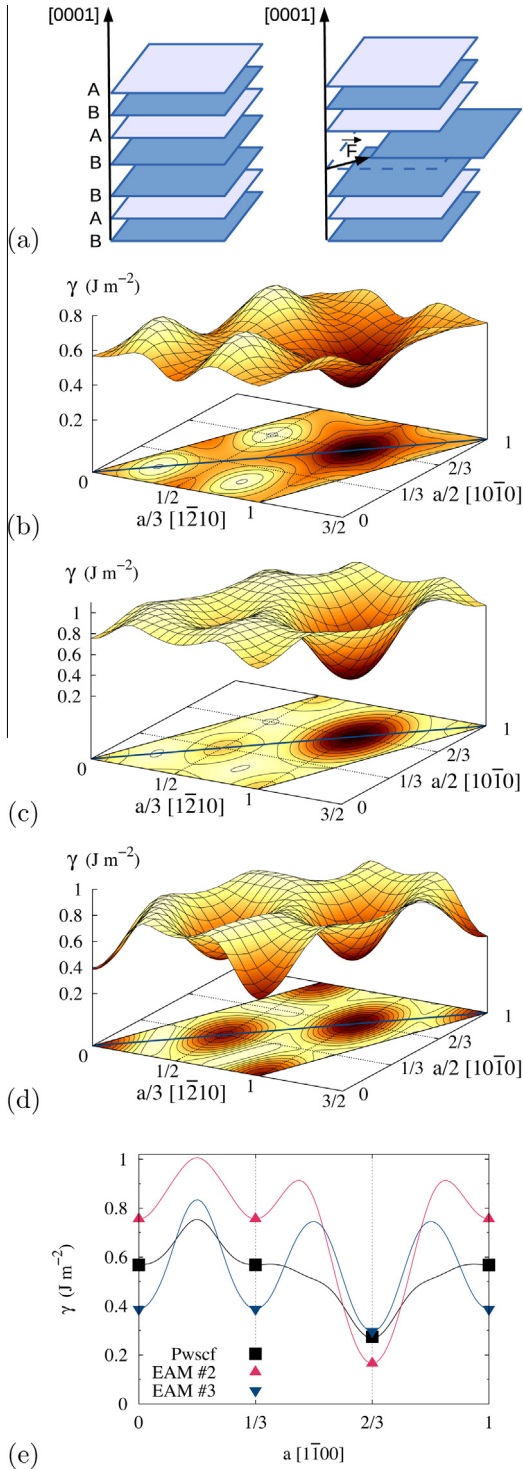 [0001] [0001]
A
B
A
B
B
A
B
F
(a)
γ (J m⁻²)
0.8
0.6
0.4
0.2
0
1/2
1
3/2
a/3 [1̅210]
0
1/3
2/3
1
a/2 [101̅0]
(b)
γ (J m⁻²)
1
0.8
0.6
0.4
0.2
0
1/2
1
3/2
a/3 [12̅10]
0
1/3
2/3
1
a/2 [101̅0]
(c)
γ (J m⁻²)
1
0.8
0.6
0.4
0.2
0
1/2
1
3/2
a/3 [12̅10]
0
1/3
2/3
1
a/2 [101̅0]
(d)
γ (J m⁻²)
1
0.8
0.6
0.4
0.2
0
Pwscf
EAM #2
EAM #3
0 1/3 2/3 1
a [11̅00]
(e)